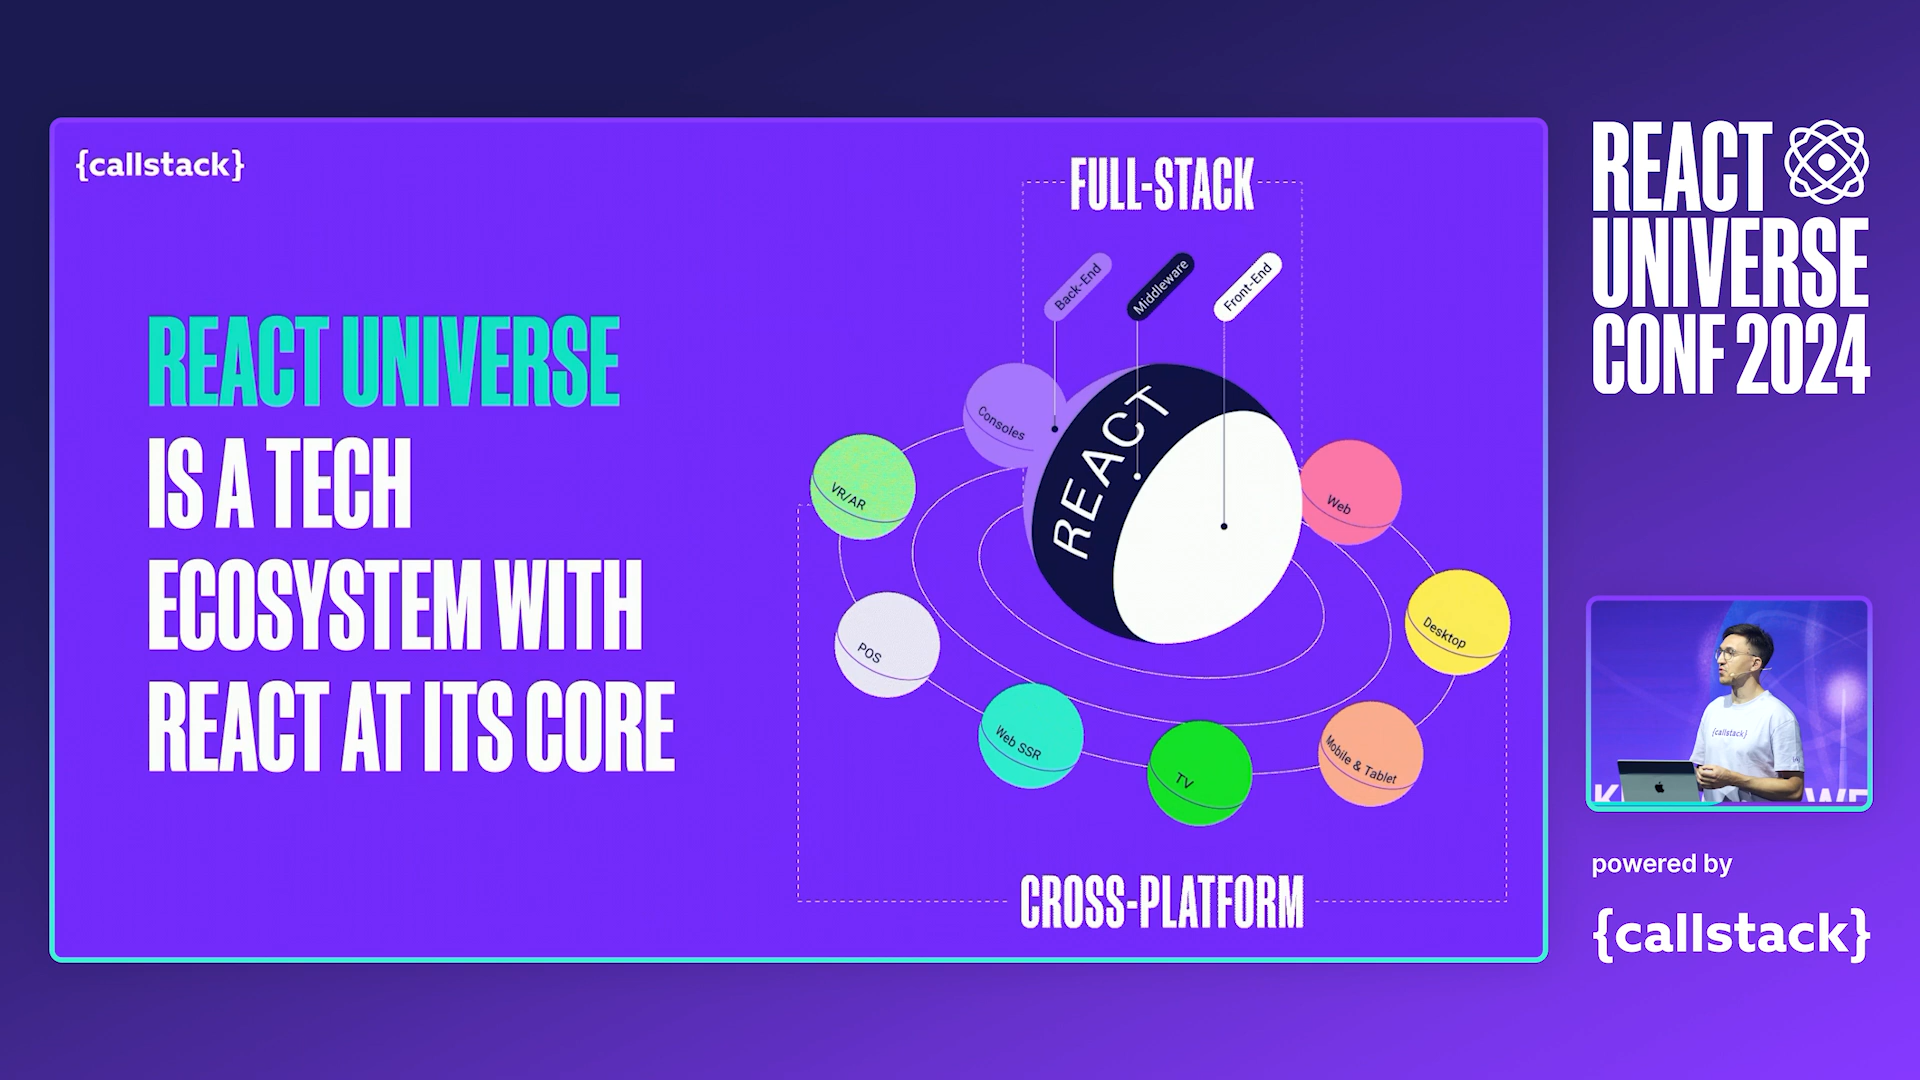 {callstack}
REACT UNIVERSE
IS A TECH
ECOSYSTEM WITH
REACT AT ITS CORE
FULL-STACK
Back-End
Middleware
Front-End
REACT
Consoles
VR/AR
Web
POS
Desktop
Web SSR
TV
Mobile & Tablet
CROSS-PLATFORM
REACT
UNIVERSE
CONF 2024
{callstack}
powered by
{callstack}